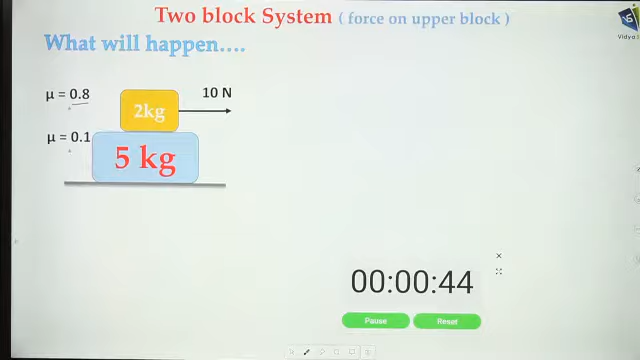 Two block System ( force on upper block )
What will happen....
μ = 0.8
10 N
2kg
μ = 0.1
5 kg
00:00:44
Pause
Reset